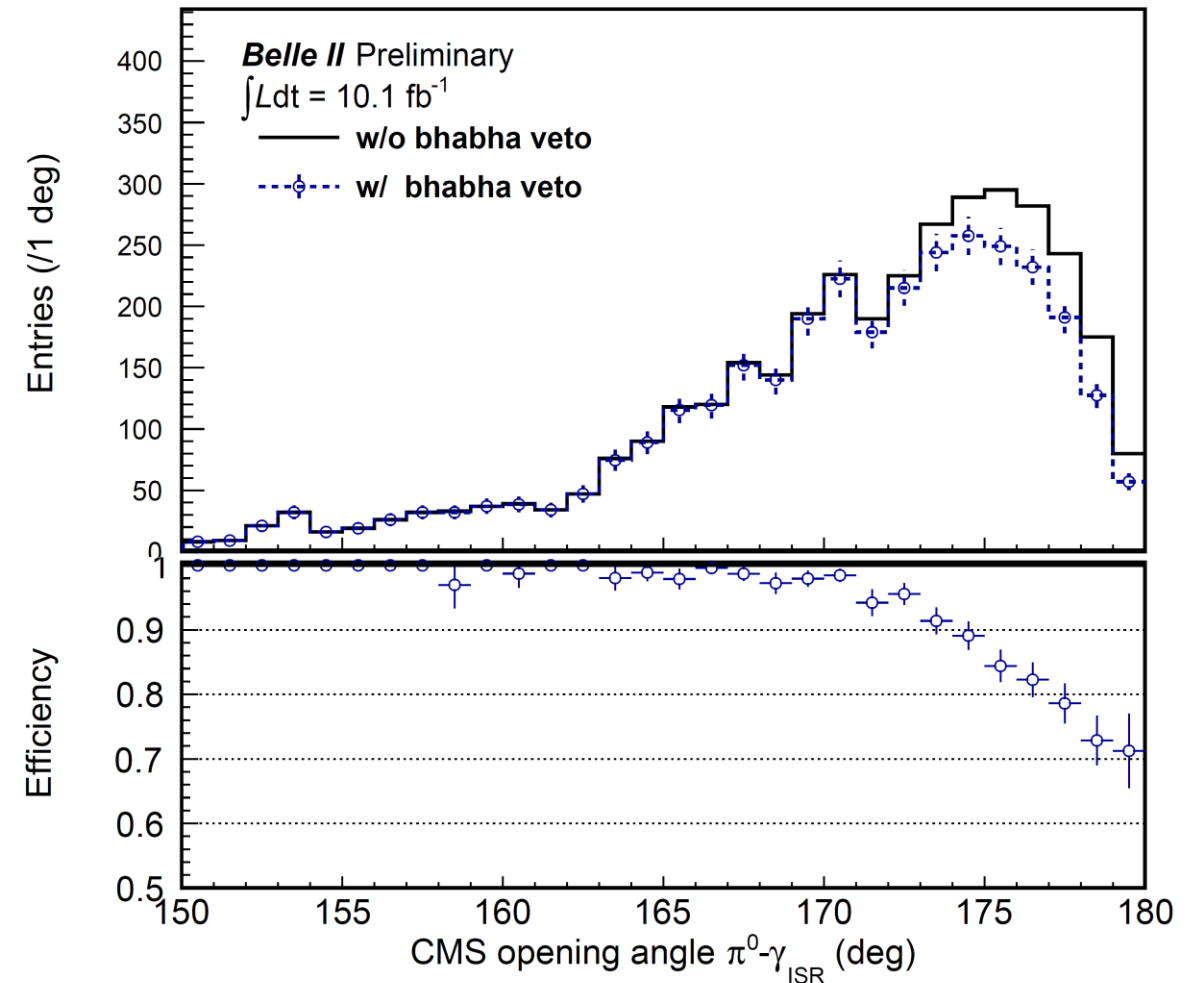 Belle II Preliminary
∫Ldt = 10.1 fb⁻¹
w/o bhabha veto
w/ bhabha veto
Entries (/1 deg)
400
350
300
250
200
150
100
50
0
Efficiency
1
0.9
0.8
0.7
0.6
0.5
150 155 160 165 170 175 180
CMS opening angle π⁰-γ_ISR (deg)